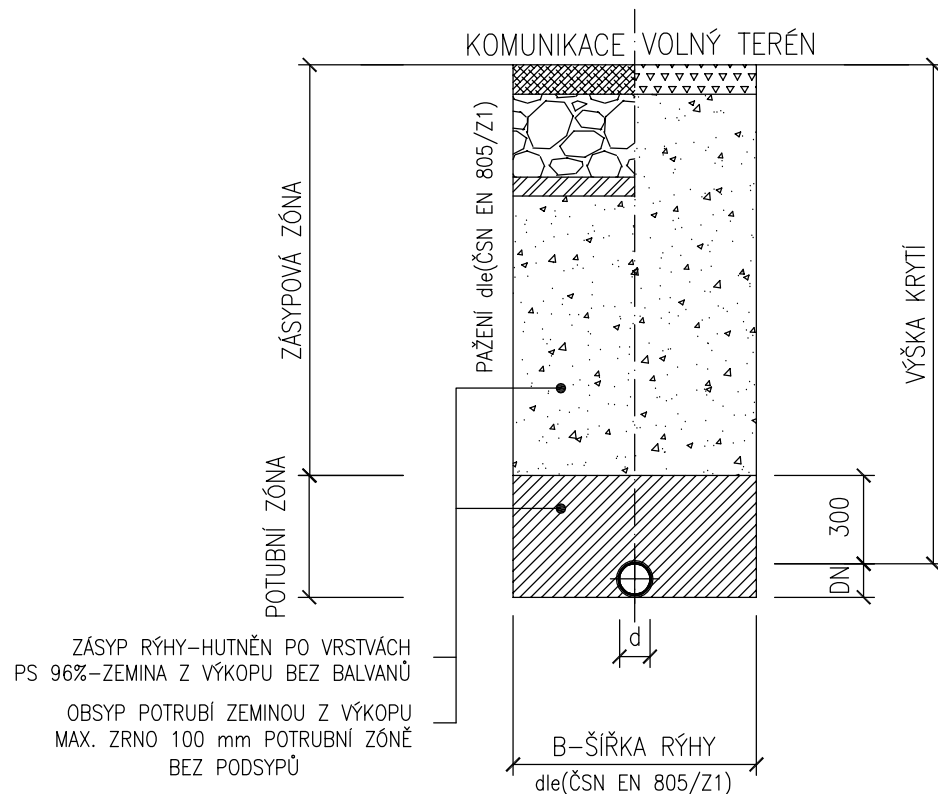 KOMUNIKACE VOLNÝ TERÉN
ZÁSYPOVÁ ZÓNA
PAŽENÍ dle(ČSN EN 805/Z1)
VÝŠKA KRYTÍ
POTUBNÍ ZÓNA
300
DN
d
ZÁSYP RÝHY-HUTNĚN PO VRSTVÁCH
PS 96%-ZEMINA Z VÝKOPU BEZ BALVANŮ
OBSYP POTRUBÍ ZEMINOU Z VÝKOPU
MAX. ZRNO 100 mm POTRUBNÍ ZÓNĚ
BEZ PODSYPŮ
B-ŠÍŘKA RÝHY
dle(ČSN EN 805/Z1)